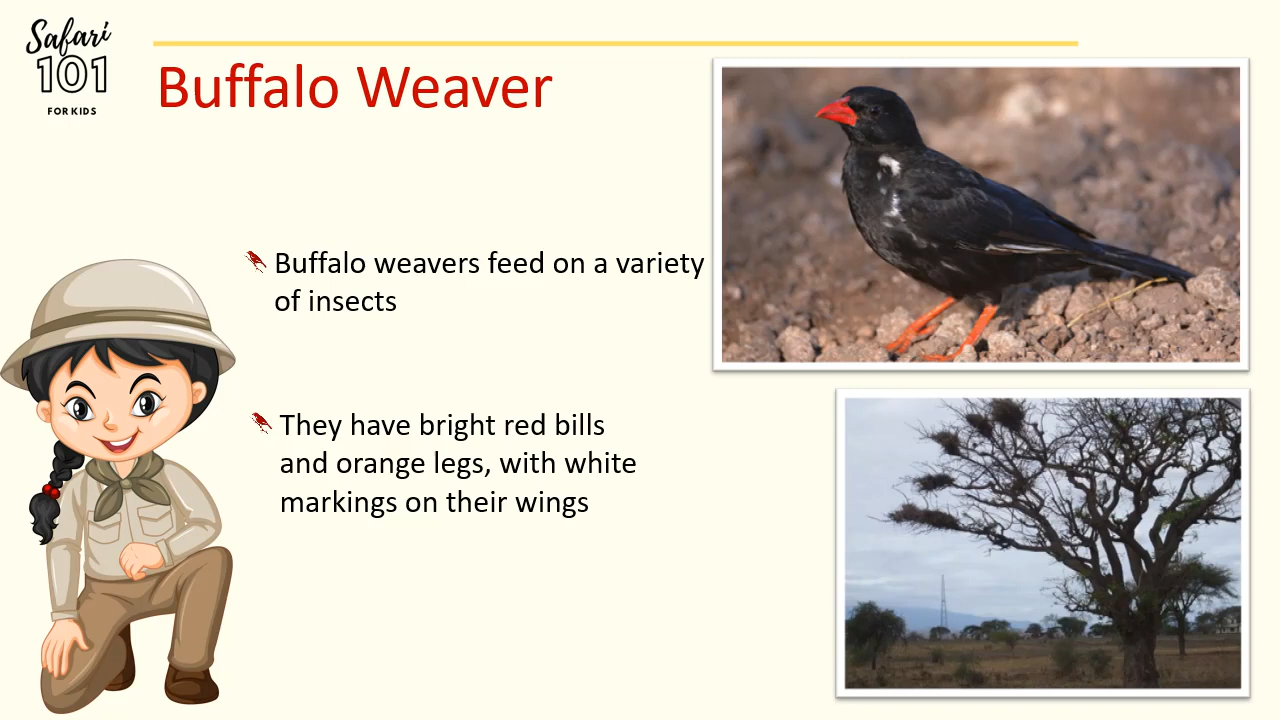 Safari
101
FOR KIDS
Buffalo Weaver
Buffalo weavers feed on a variety
of insects
They have bright red bills
and orange legs, with white
markings on their wings